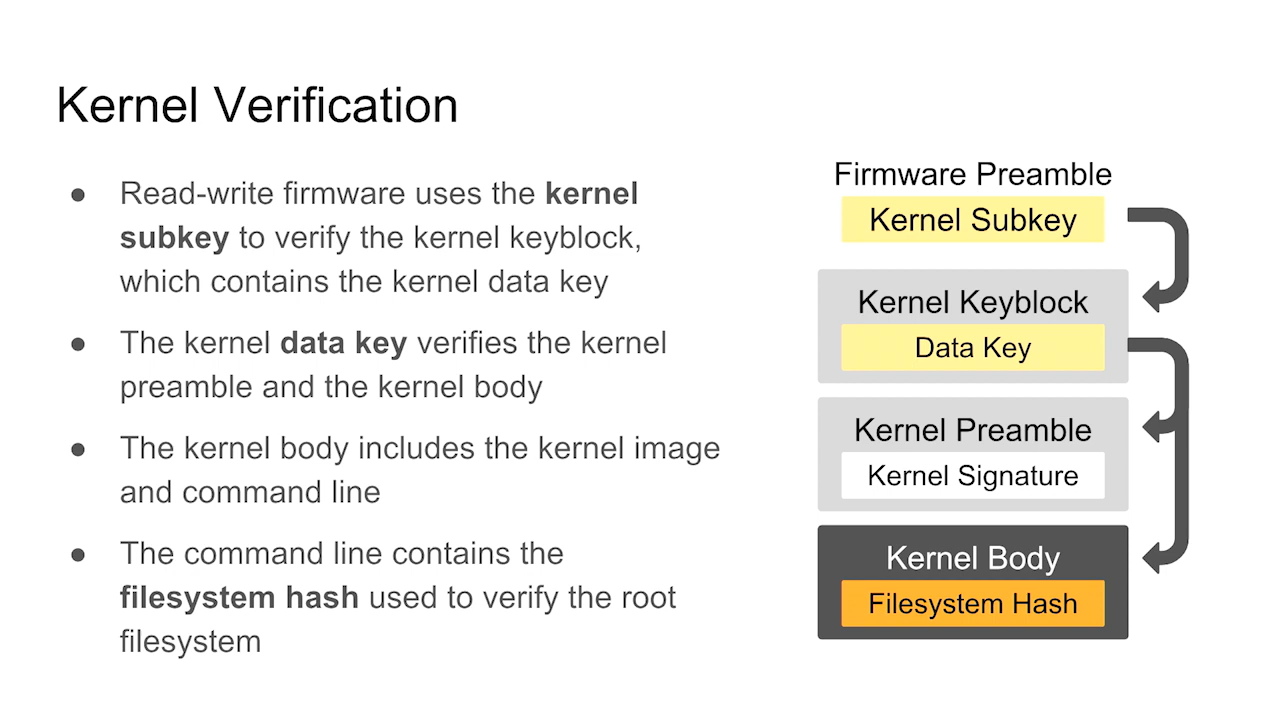 Kernel Verification
● Read-write firmware uses the kernel
subkey to verify the kernel keyblock,
which contains the kernel data key
● The kernel data key verifies the kernel
preamble and the kernel body
● The kernel body includes the kernel image
and command line
● The command line contains the
filesystem hash used to verify the root
filesystem
Firmware Preamble
Kernel Subkey
Kernel Keyblock
Data Key
Kernel Preamble
Kernel Signature
Kernel Body
Filesystem Hash